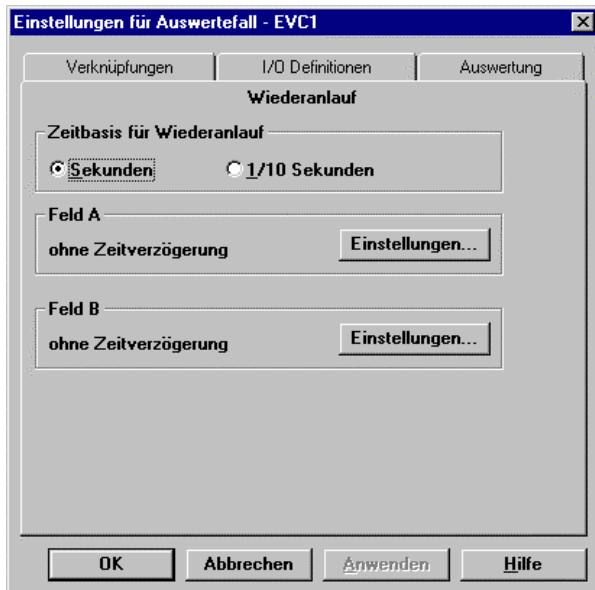 Einstellungen für Auswertefall - EVC1
Verknüpfungen I/O Definitionen Auswertung
Wiederanlauf
Zeitbasis für Wiederanlauf
Sekunden 1/10 Sekunden
Feld A
ohne Zeitverzögerung Einstellungen...
Feld B
ohne Zeitverzögerung Einstellungen...
OK Abbrechen Anwenden Hilfe